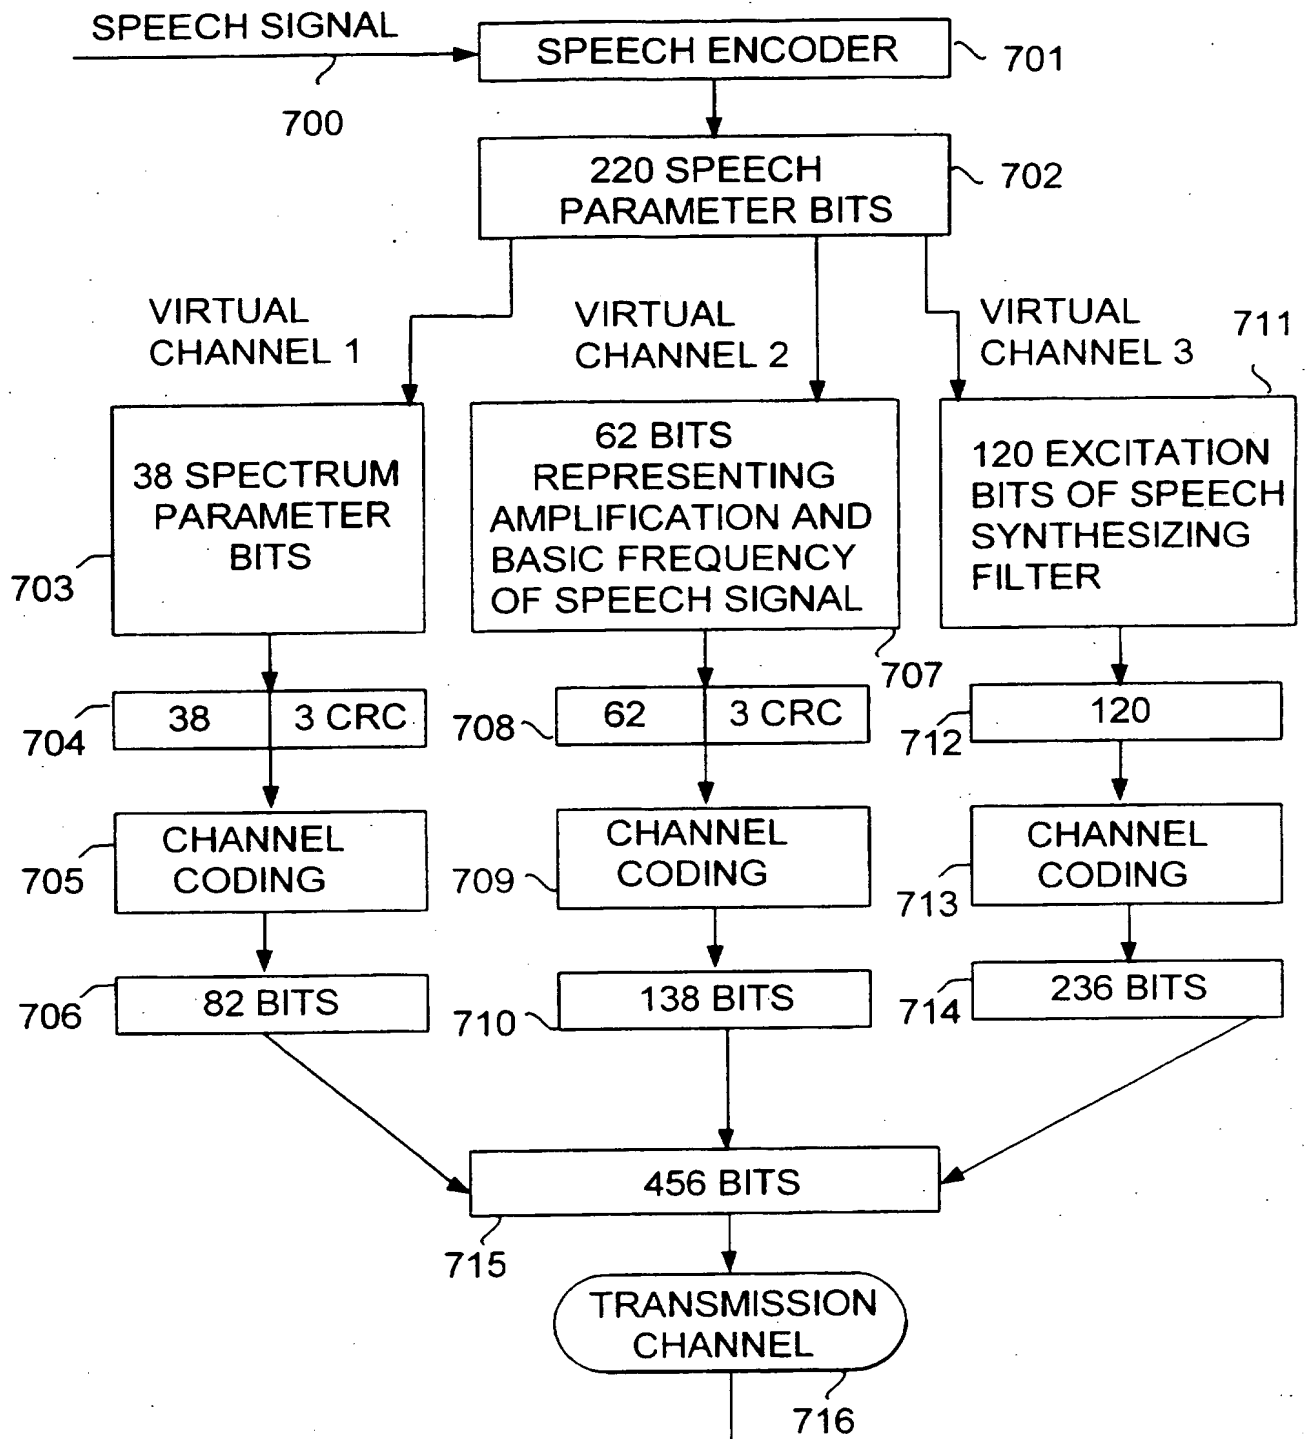 SPEECH SIGNAL
700
SPEECH ENCODER
701
220 SPEECH
PARAMETER BITS
702
VIRTUAL
CHANNEL 1
VIRTUAL
CHANNEL 2
VIRTUAL
CHANNEL 3
711
38 SPECTRUM
PARAMETER
BITS
703
62 BITS
REPRESENTING
AMPLIFICATION AND
BASIC FREQUENCY
OF SPEECH SIGNAL
707
120 EXCITATION
BITS OF SPEECH
SYNTHESIZING
FILTER
704
38
3 CRC
708
62
3 CRC
712
120
705
CHANNEL
CODING
709
CHANNEL
CODING
713
CHANNEL
CODING
706
82 BITS
710
138 BITS
714
236 BITS
456 BITS
715
TRANSMISSION
CHANNEL
716